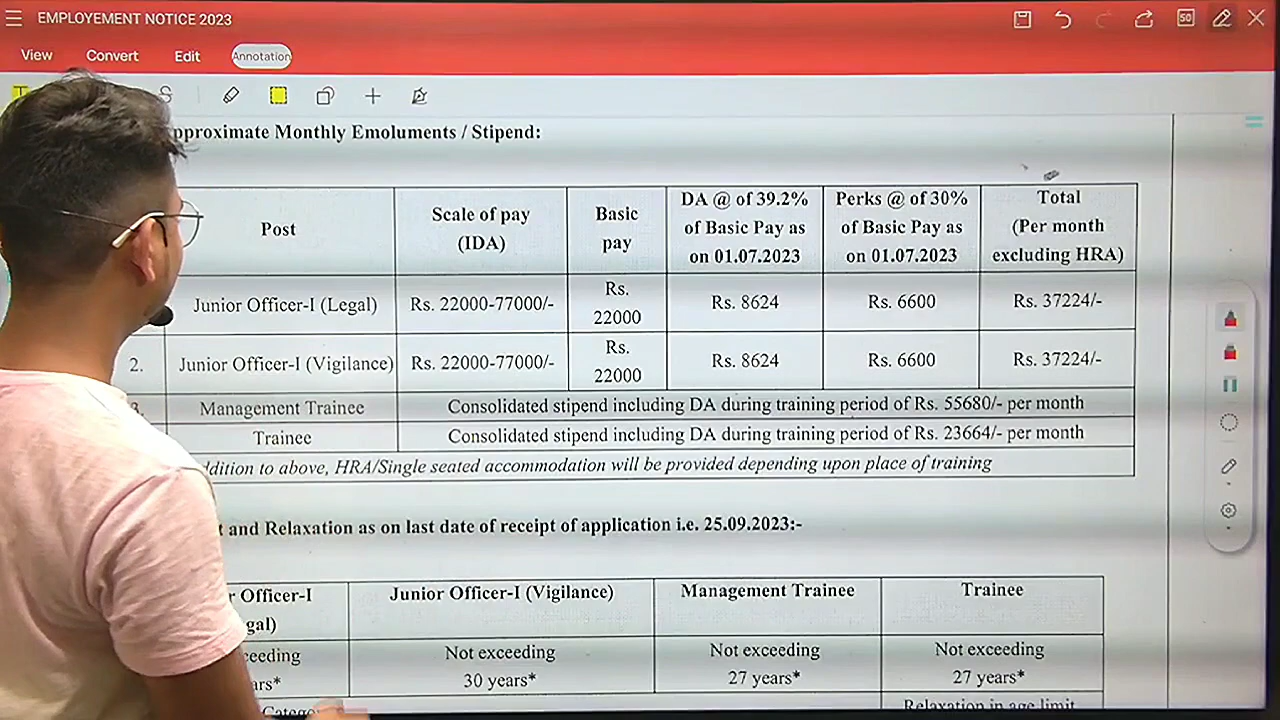 EMPLOYEMENT NOTICE 2023
50
View Convert Edit Annotation
pproximate Monthly Emoluments / Stipend:
Post
Scale of pay
(IDA)
Basic
pay
DA @ of 39.2%
of Basic Pay as
on 01.07.2023
Perks @ of 30%
of Basic Pay as
on 01.07.2023
Total
(Per month
excluding HRA)
Junior Officer-I (Legal) Rs. 22000-77000/- Rs.
22000 Rs. 8624 Rs. 6600 Rs. 37224/-
2. Junior Officer-I (Vigilance) Rs. 22000-77000/- Rs.
22000 Rs. 8624 Rs. 6600 Rs. 37224/-
3. Management Trainee Consolidated stipend including DA during training period of Rs. 55680/- per month
Trainee Consolidated stipend including DA during training period of Rs. 23664/- per month
ddition to above, HRA/Single seated accommodation will be provided depending upon place of training
t and Relaxation as on last date of receipt of application i.e. 25.09.2023:-
r Officer-I
gal)
Junior Officer-I (Vigilance)
Management Trainee
Trainee
ceeding
ars*
Not exceeding
30 years*
Not exceeding
27 years*
Not exceeding
27 years*
Relaxation in age limit